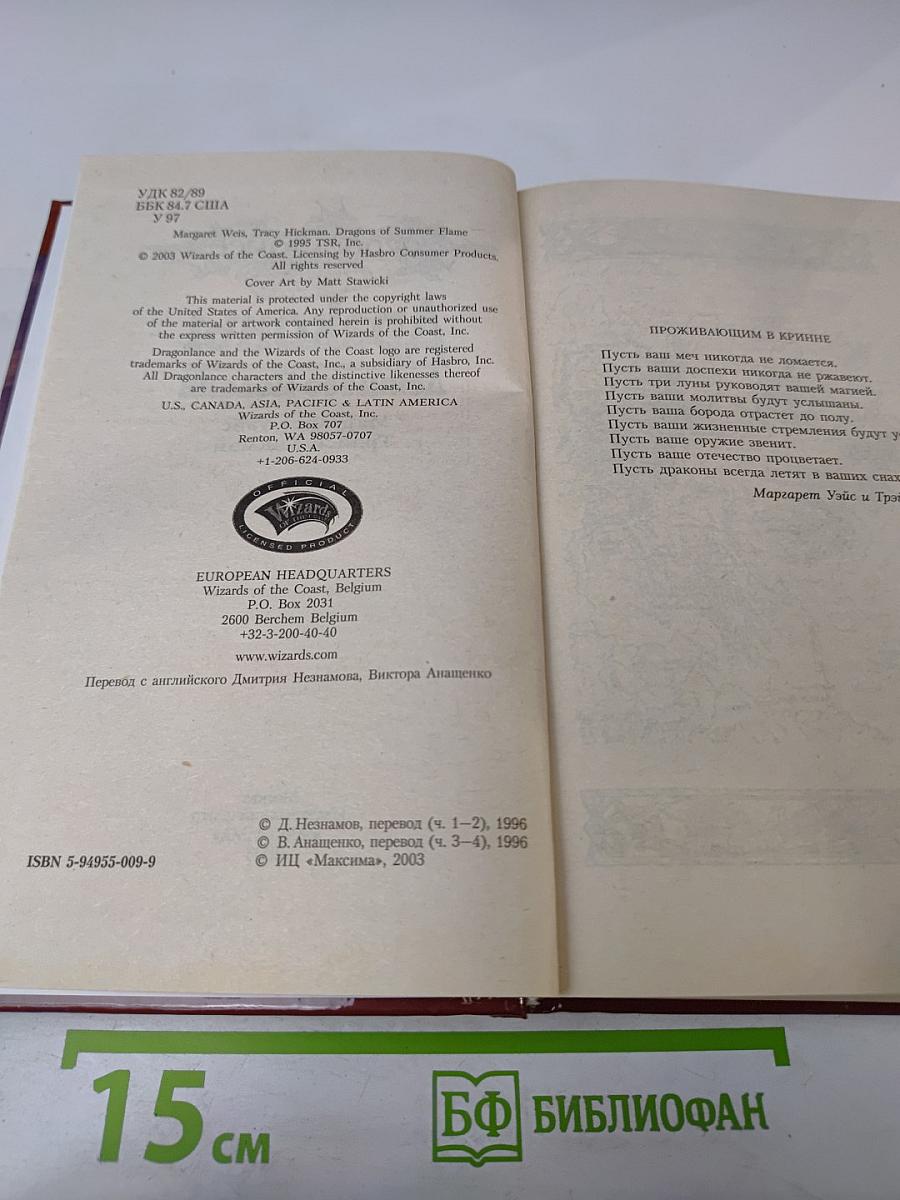 УДК 82/89
ББК 84.7 США
У 97
Margaret Weis, Tracy Hickman. Dragons of Summer Flame
© 1995 TSR, Inc.
© 2003 Wizards of the Coast. Licensing by Hasbro Consumer Products.
All rights reserved
Cover Art by Matt Stawicki
This material is protected under the copyright laws
of the United States of America. Any reproduction or unauthorized use
of the material or artwork contained herein is prohibited without
the express written permission of Wizards of the Coast, Inc.
Dragonlance and the Wizards of the Coast logo are registered
trademarks of Wizards of the Coast, Inc., a subsidiary of Hasbro, Inc.
All Dragonlance characters and the distinctive likenesses thereof
are trademarks of Wizards of the Coast, Inc.
U.S., CANADA, ASIA, PACIFIC & LATIN AMERICA
Wizards of the Coast, Inc.
P.O. Box 707
Renton, WA 98057-0707
U.S.A.
+1-206-624-0933
OFFICIAL
Wizards
OF THE COAST
LICENSED PRODUCT
EUROPEAN HEADQUARTERS
Wizards of the Coast, Belgium
P.O. Box 2031
2600 Berchem Belgium
+32-3-200-40-40
www.wizards.com
Перевод с английского Дмитрия Незнамова, Виктора Анащенко
© Д. Незнамов, перевод (ч. 1—2), 1996
© В. Анащенко, перевод (ч. 3—4), 1996
ISBN 5-94955-009-9
© ИЦ «Максима», 2003
ПРОЖИВАЮЩИМ В КРИННЕ
Пусть ваш меч никогда не ломается.
Пусть ваши доспехи никогда не ржавеют.
Пусть три луны руководят вашей магией.
Пусть ваши молитвы будут услышаны.
Пусть ваша борода отрастет до полу.
Пусть ваши жизненные стремления будут
Пусть ваше оружие звенит.
Пусть ваше отечество процветает.
Пусть драконы всегда летят в ваших снах
Маргарет Уэйс и Трэй
15 см
БФ БИБЛИОФАН